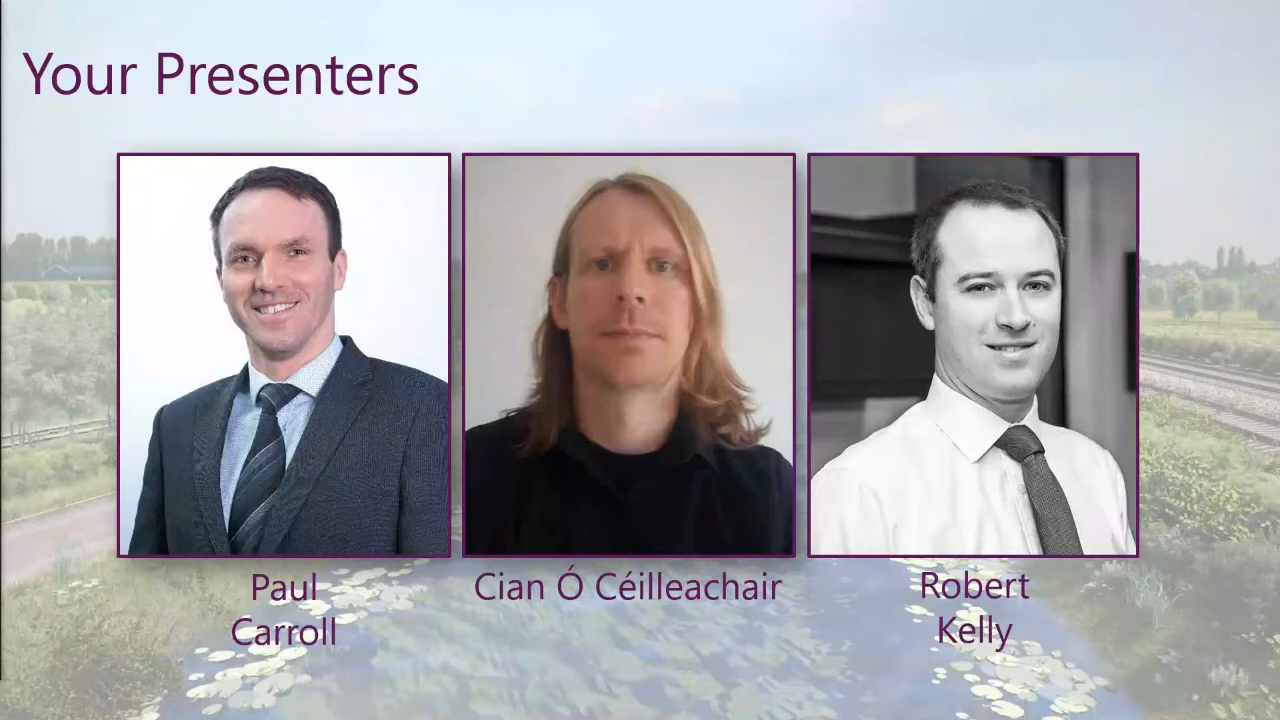 Your Presenters
Paul
Carroll
Cian Ó Céilleachair
Robert
Kelly